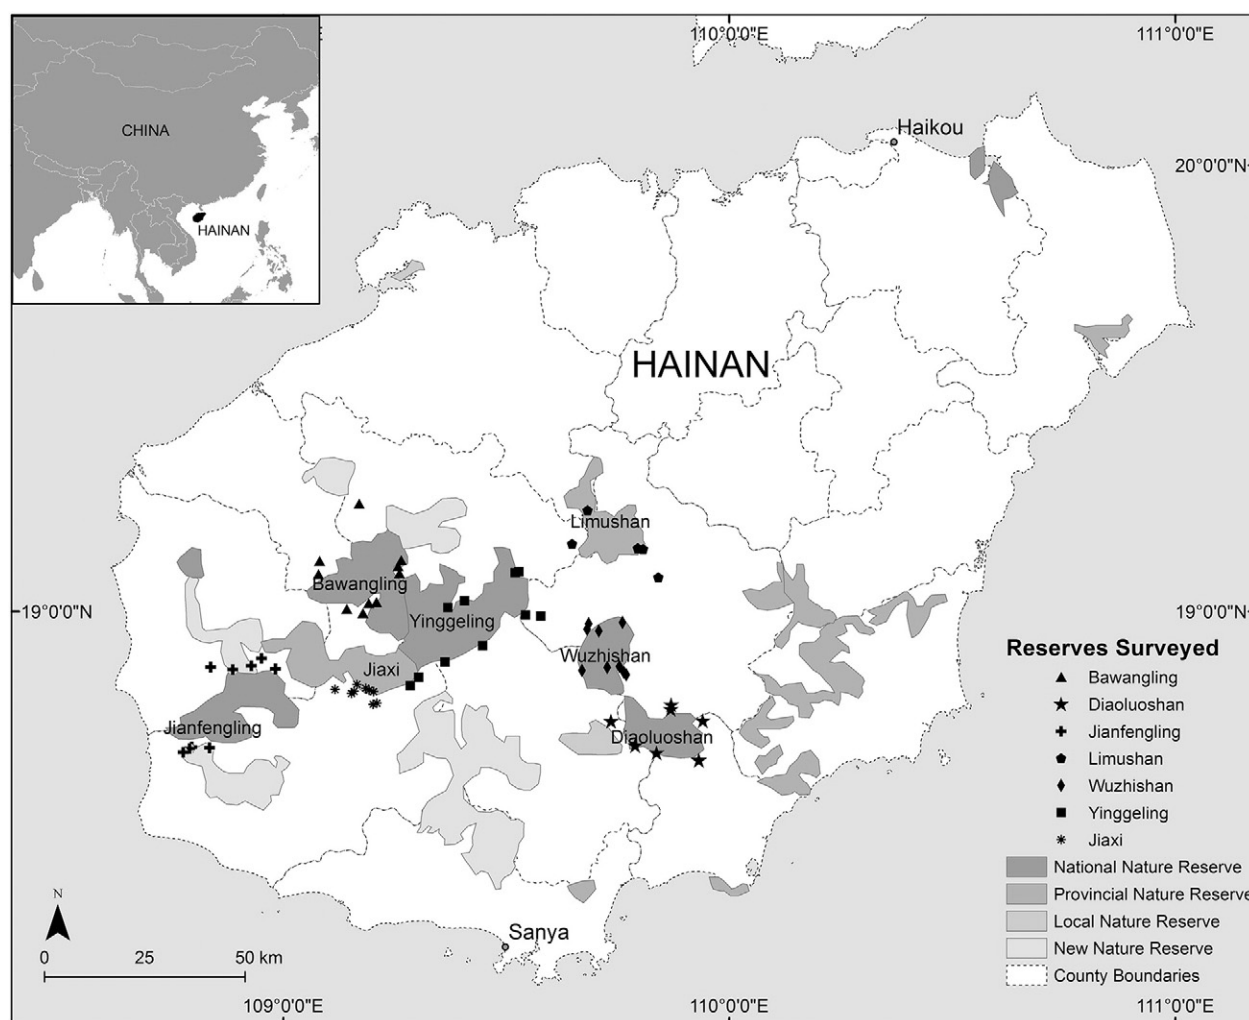 110°0'0"E
111°0'0"E
CHINA
HAINAN
Haikou
20°0'0"N
HAINAN
Limushan
Bawangling
19°0'0"N
Yinggeling
19°0'0"N
Wuzhishan
Jiaxi
Jianfengling
Diaoluoshan
Sanya
Reserves Surveyed
Bawangling
Diaoluoshan
Jianfengling
Limushan
Wuzhishan
Yinggeling
Jiaxi
National Nature Reserve
Provincial Nature Reserve
Local Nature Reserve
New Nature Reserve
County Boundaries
N
0 25 50 km
109°0'0"E
110°0'0"E
111°0'0"E